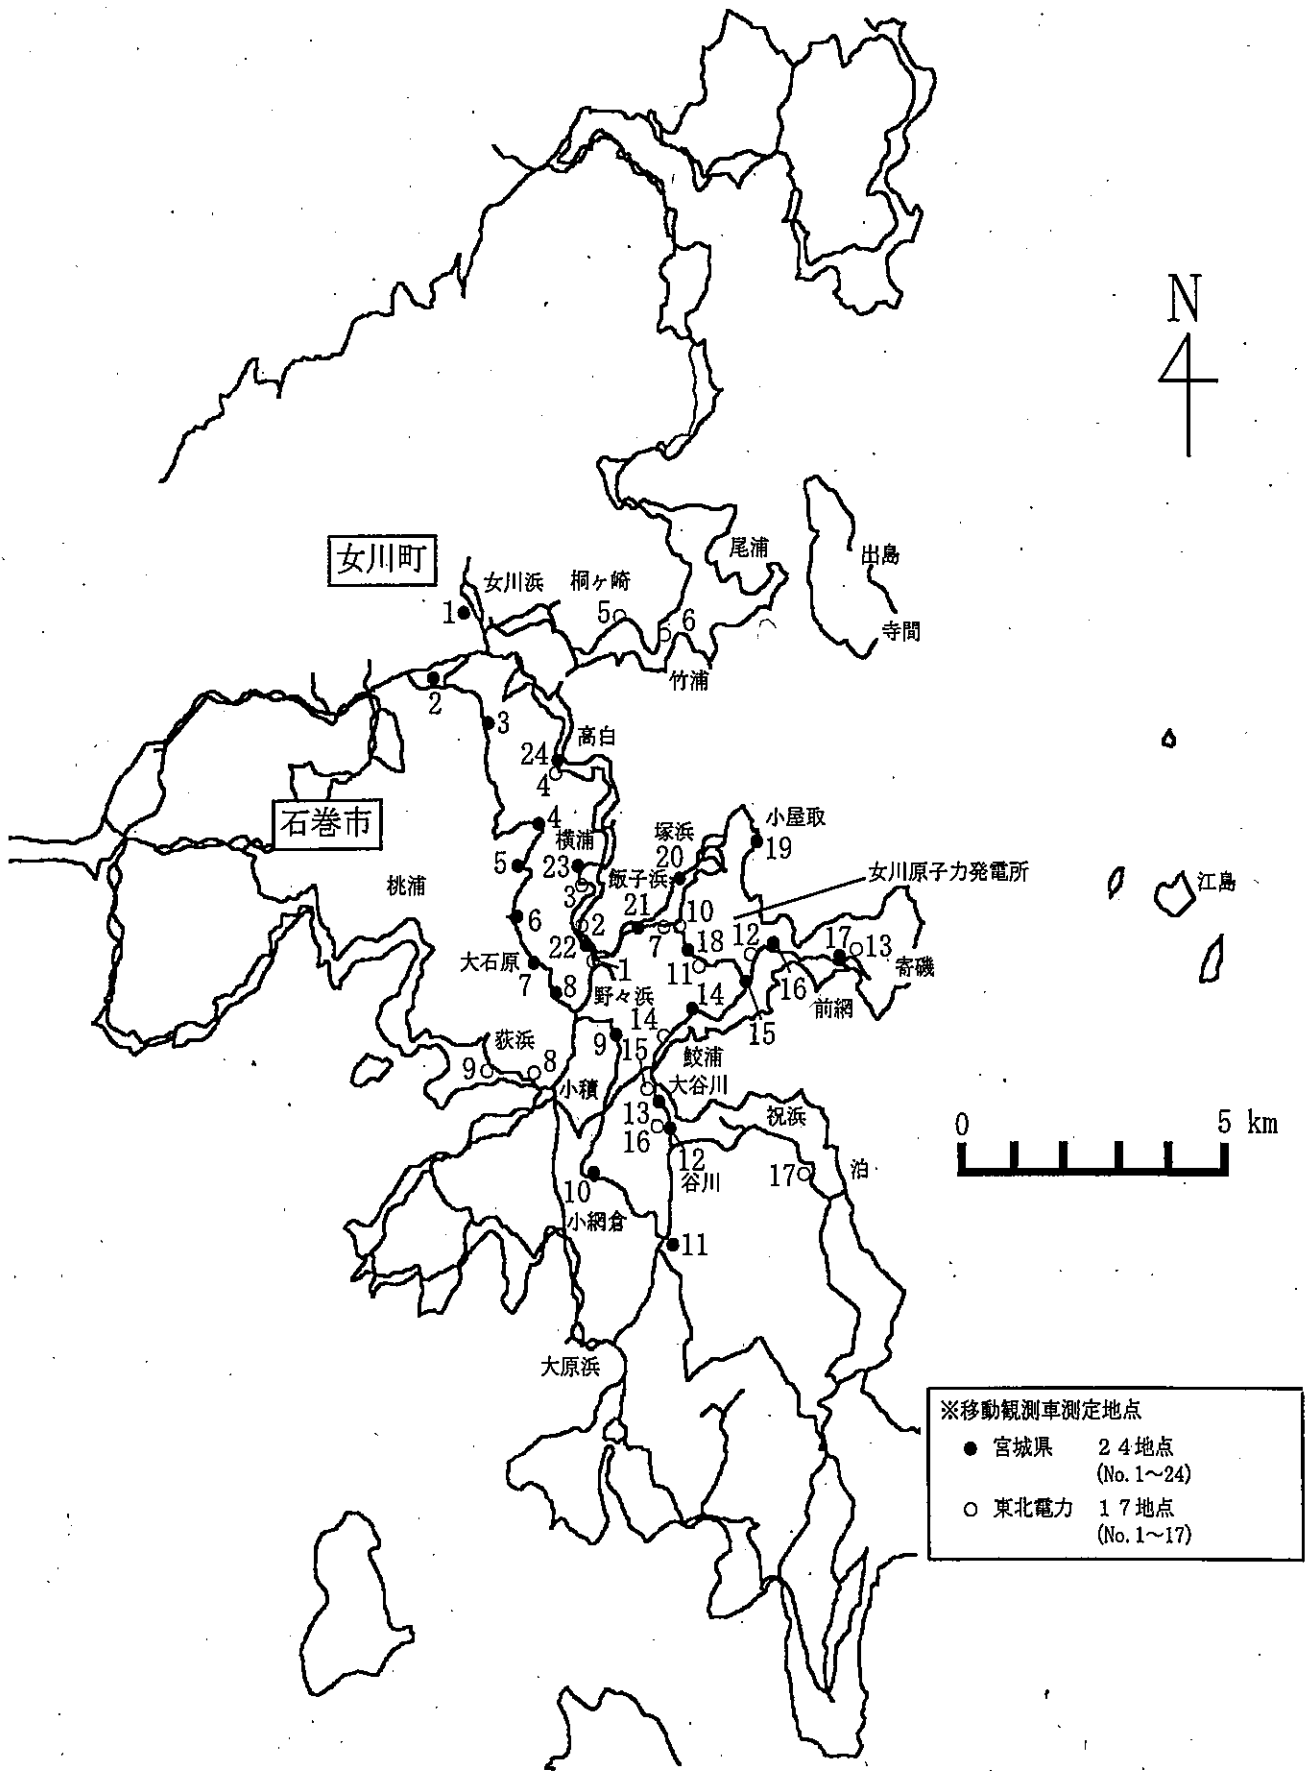 N
尾浦
出島
女川町
女川浜
桐ヶ崎
1
5
6
寺間
竹浦
2
3
高白
24
4
石巻市
4
横浦
塚浜
小屋取
19
5
23
20
飯子浜
女川原子力発電所
桃浦
3
江島
6
2
21
10
7
18
12
17
13
22
大石原
11
寄磯
7
8
1
野々浜
14
16
前網
15
荻浜
9
14
15
鮫浦
9
8
小積
大谷川
13
祝浜
0
5 km
16
12
10
谷川
17
泊
小網倉
11
大原浜
※移動観測車測定地点
● 宮城県 24地点
(No.1～24)
○ 東北電力 17地点
(No.1～17)